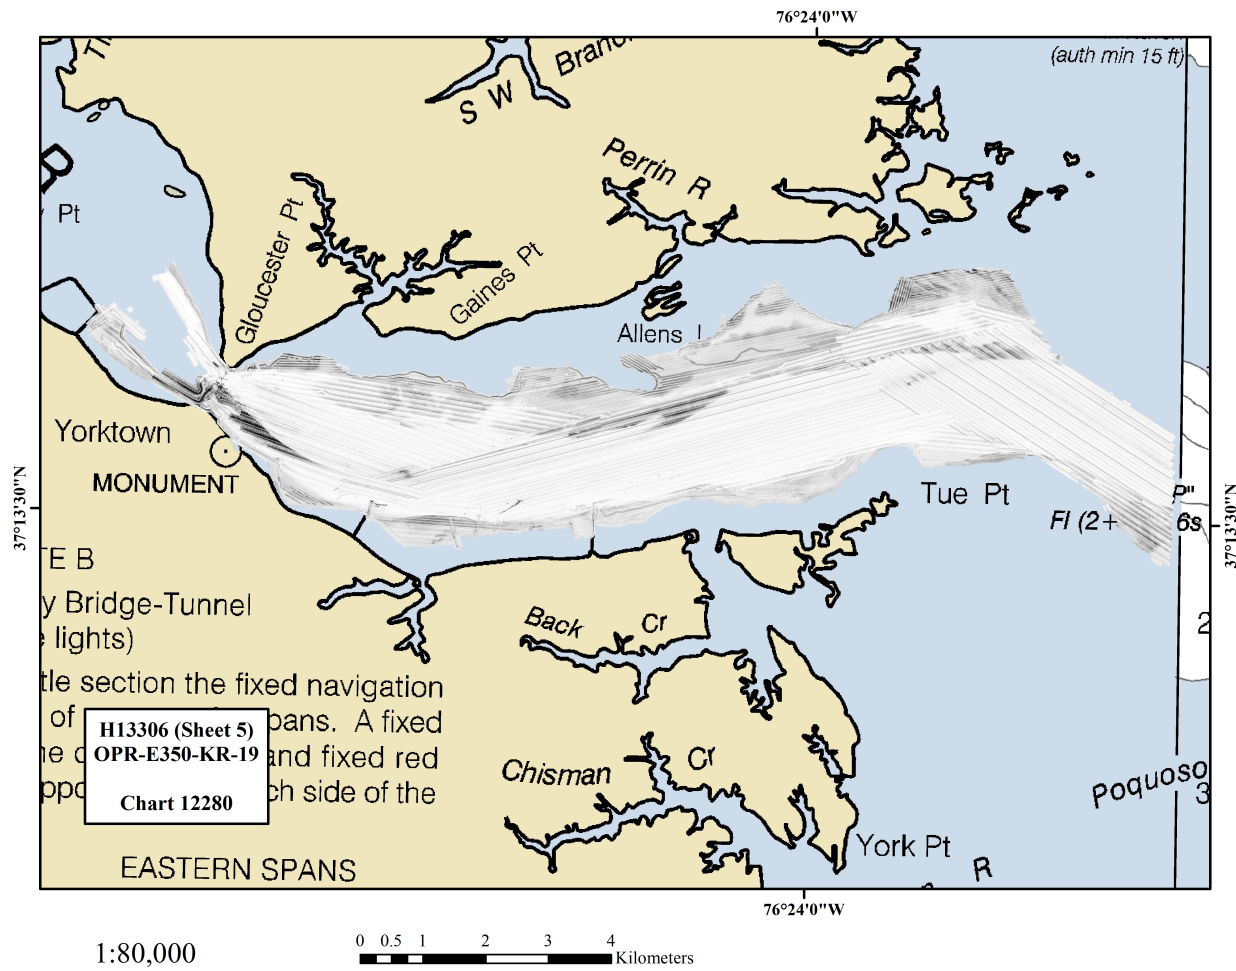 76°24'0"W
(auth min 15 ft)
Branc
S W
Perrin R
Pt
Gloucester Pt
Gaines Pt
Allens I
Yorktown
MONUMENT
Tue Pt
37°13'30"N
37°13'30"N
Fl (2+
6s
TE B
y Bridge-Tunnel
lights)
Back Cr
2
tle section the fixed navigation
of
pans. A fixed
and fixed red
ch side of the
H13306 (Sheet 5)
OPR-E350-KR-19
Chart 12280
Chisman Cr
Poquoso
3
York Pt
R
EASTERN SPANS
76°24'0"W
1:80,000
0 0.5 1 2 3 4
Kilometers